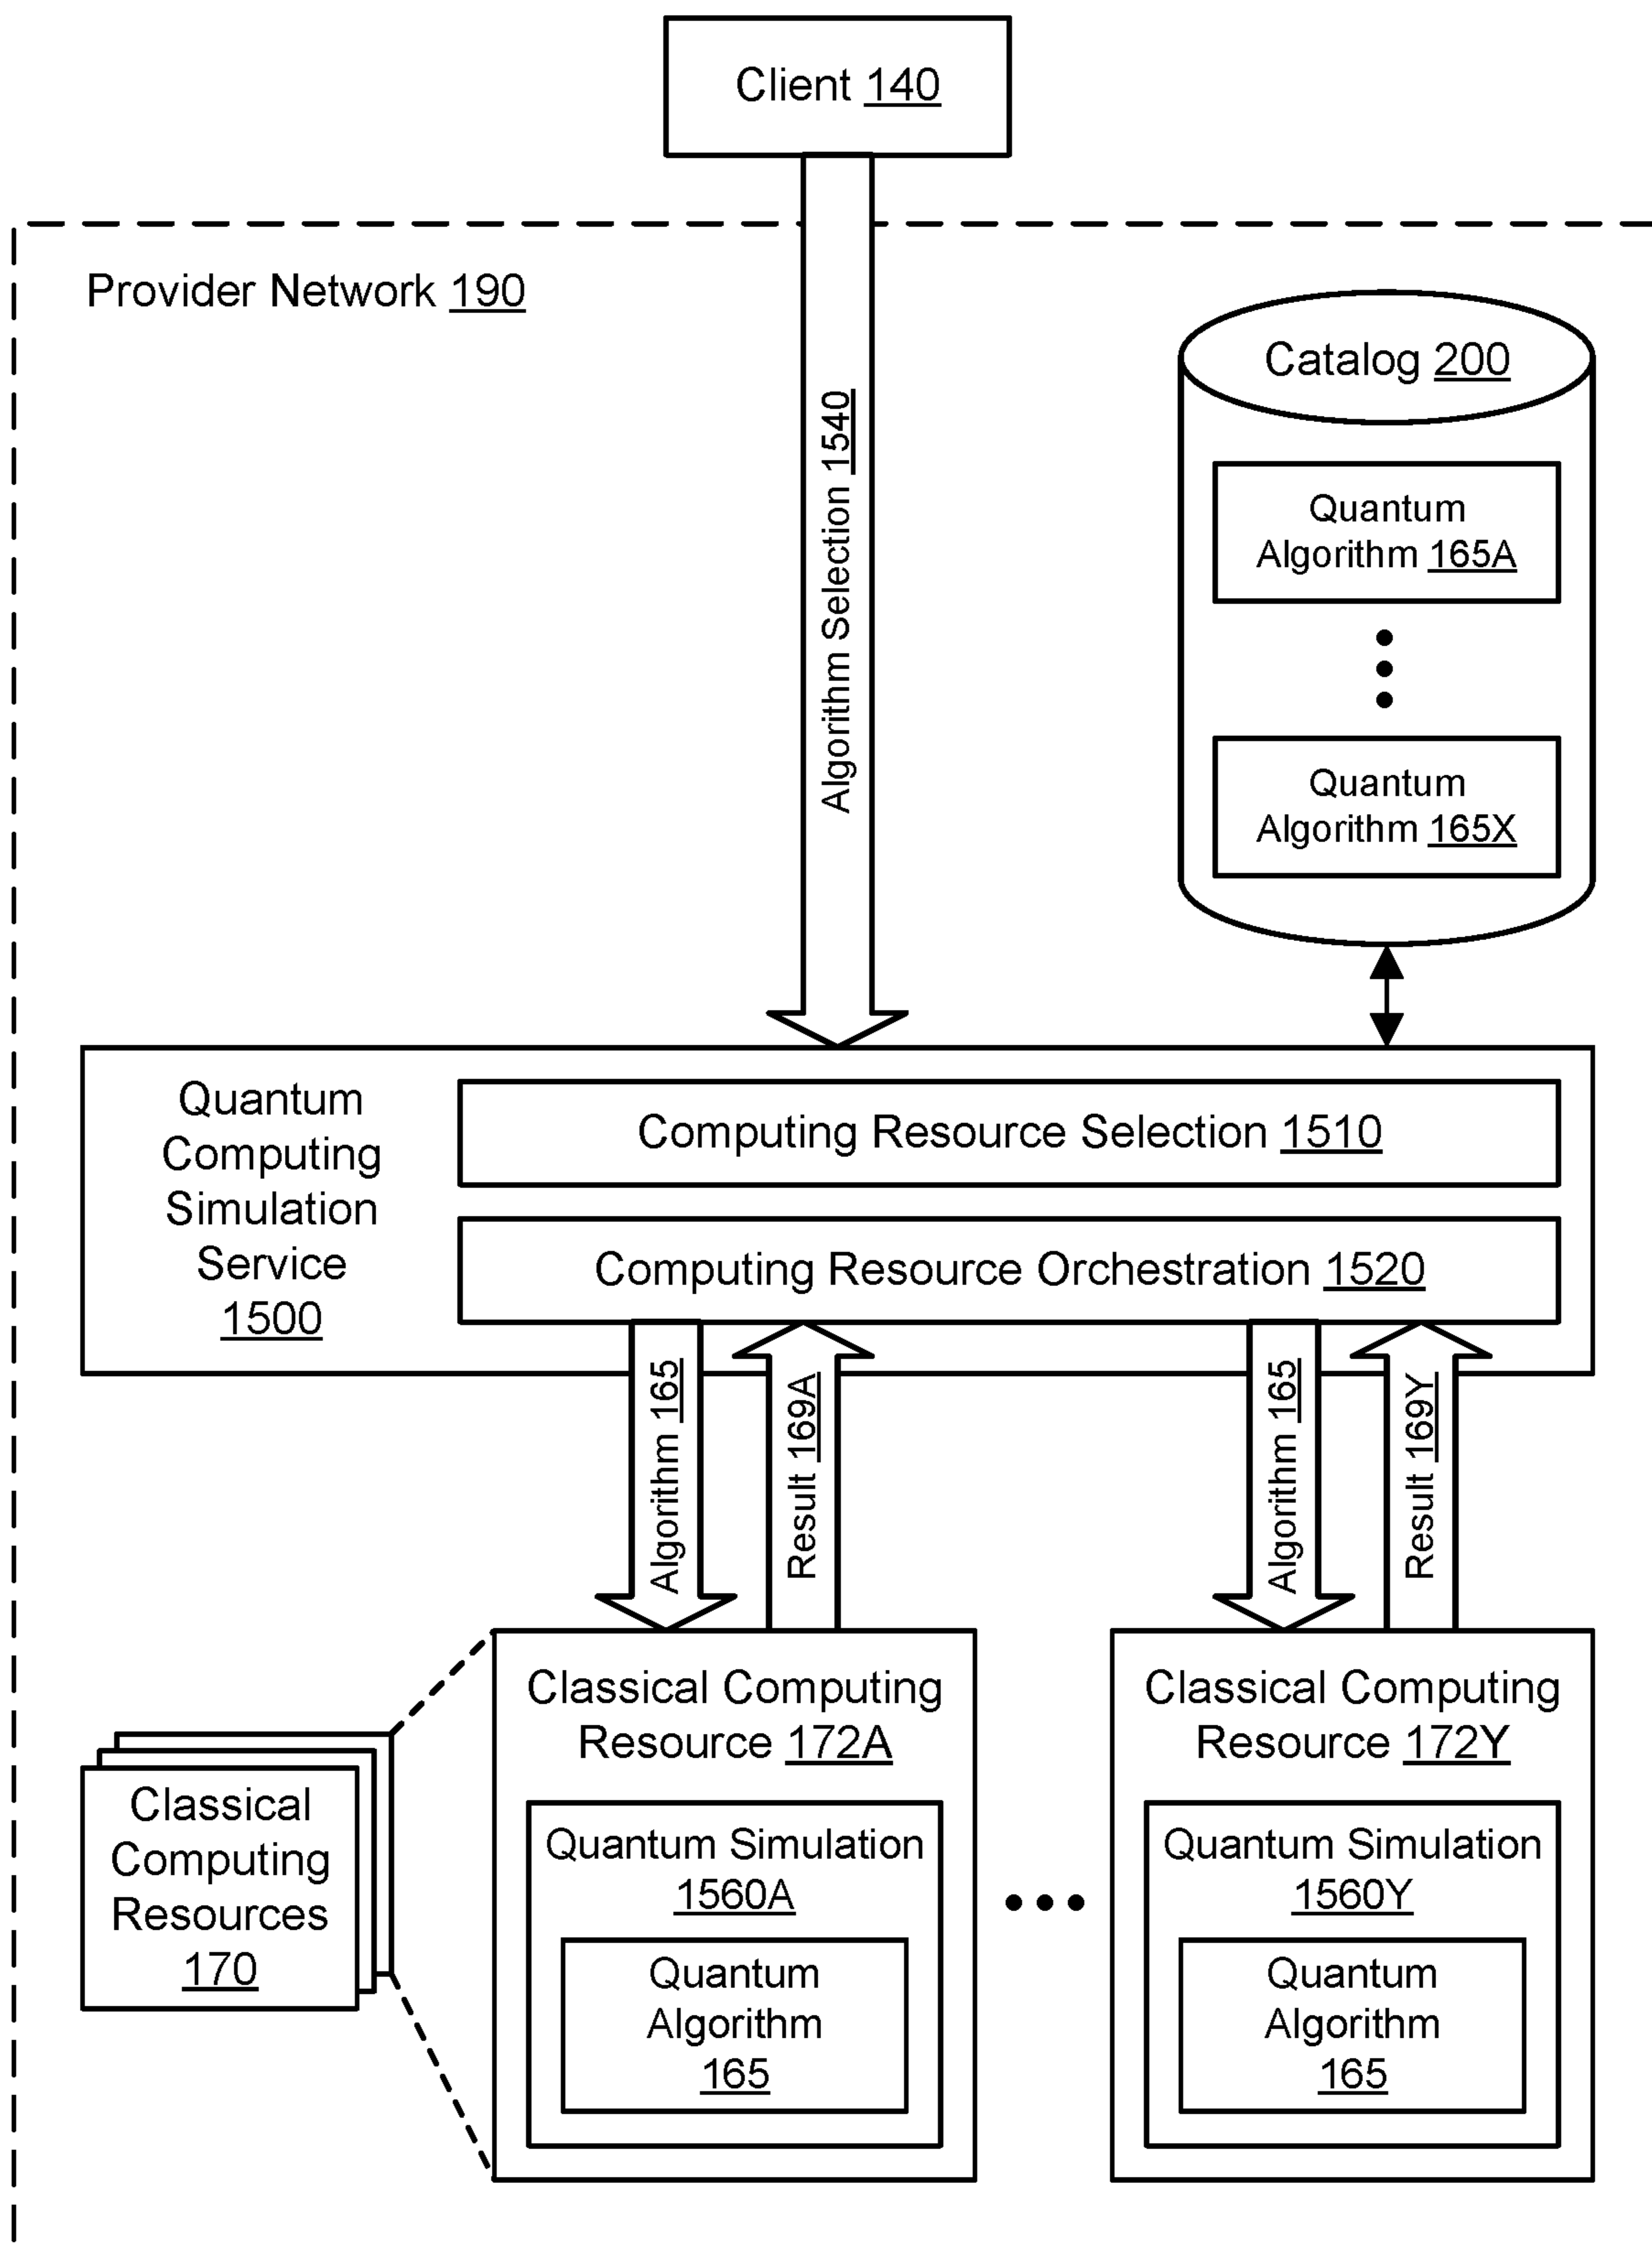 Client 140
Provider Network 190
Catalog 200
Algorithm Selection 1540
Quantum
Algorithm 165A
Quantum
Algorithm 165X
Quantum
Computing
Simulation
Service
1500
Computing Resource Selection 1510
Computing Resource Orchestration 1520
Algorithm 165
Result 169A
Algorithm 165
Result 169Y
Classical
Computing
Resources
170
Classical Computing
Resource 172A
Quantum Simulation
1560A
Quantum
Algorithm
165
Classical Computing
Resource 172Y
Quantum Simulation
1560Y
Quantum
Algorithm
165